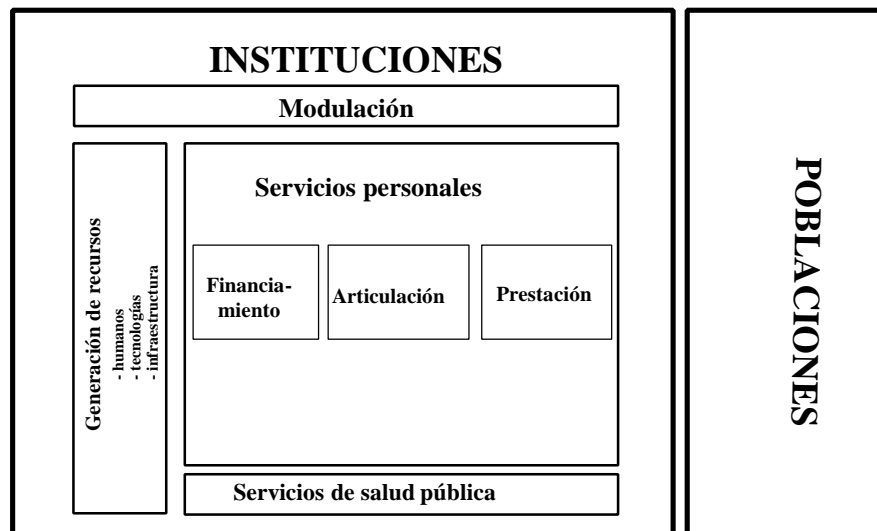 INSTITUCIONES
Modulación
Generación de recursos
- humanos
- tecnologías
- infraestructura
Servicios personales
Financia-
miento
Articulación
Prestación
Servicios de salud pública
POBLACIONES